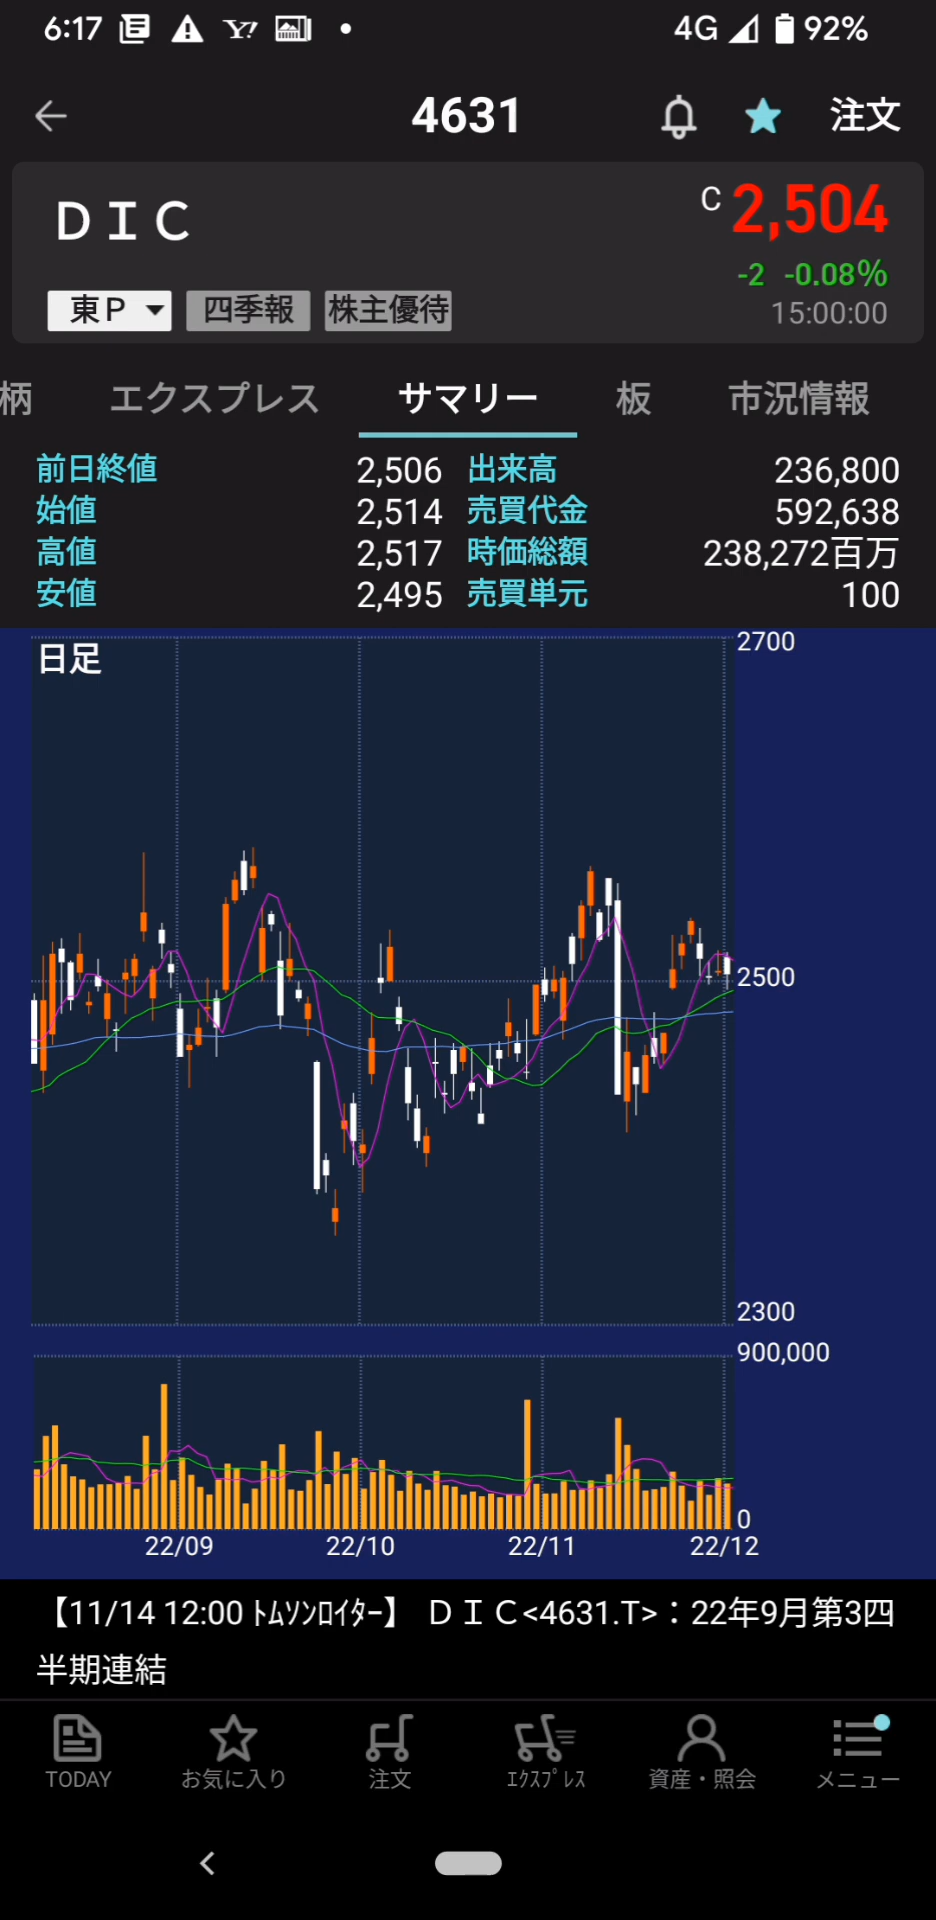 6:17 Y! 4G 92%
4631 注文
ＤＩＣ C 2,504
-2 -0.08%
東P 四季報 株主優待 15:00:00
柄 エクスプレス サマリー 板 市況情報
前日終値 2,506 出来高 236,800
始値 2,514 売買代金 592,638
高値 2,517 時価総額 238,272百万
安値 2,495 売買単元 100
日足
2700
2500
2300
900,000
0
22/09 22/10 22/11 22/12
【11/14 12:00 ﾄﾑｿﾝﾛｲﾀｰ】 ＤＩＣ<4631.T>：22年9月第3四
半期連結
TODAY お気に入り 注文 ｴｸｽﾌﾟﾚｽ 資産・照会 メニュー